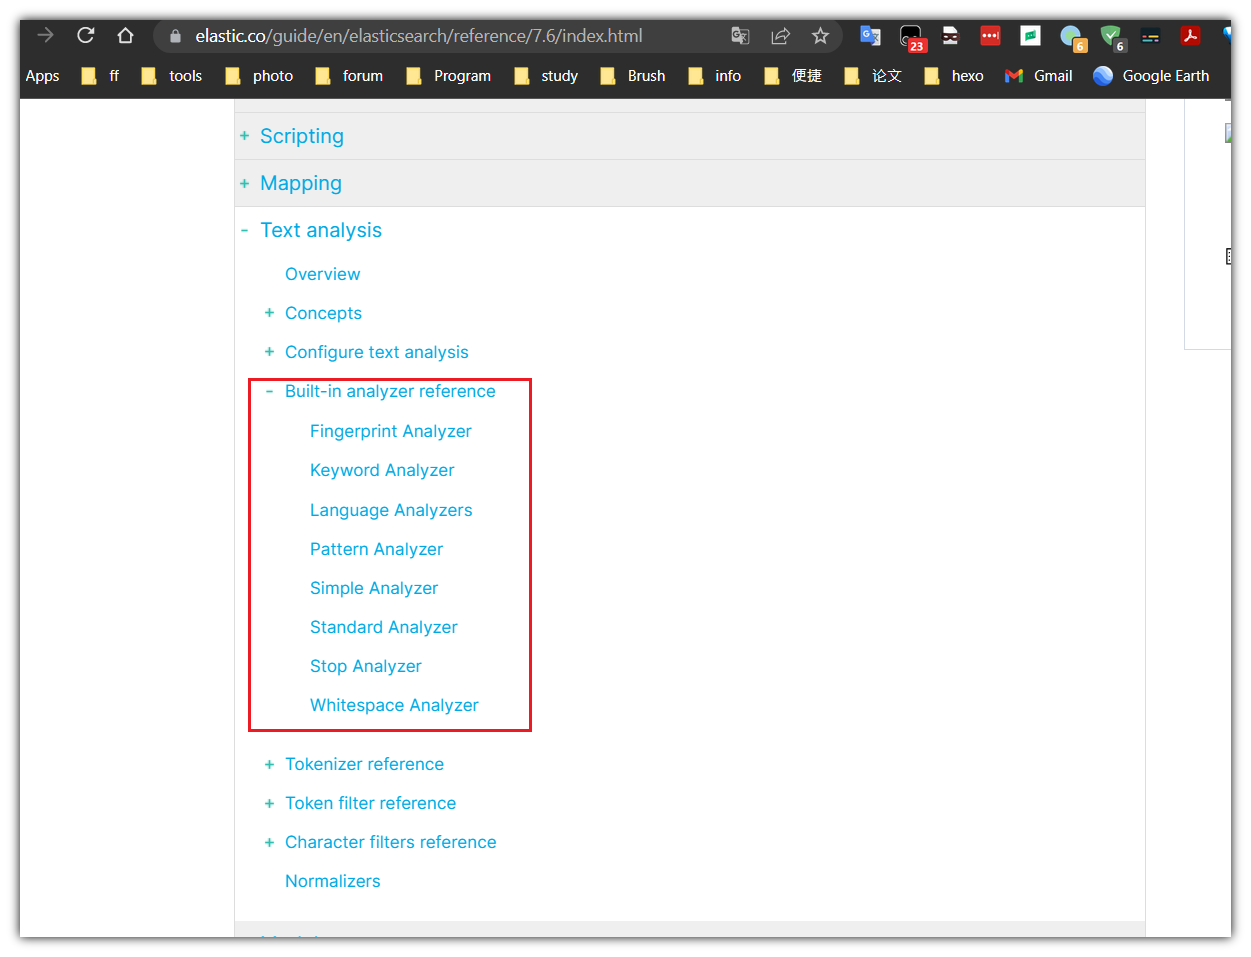 elastic.co/guide/en/elasticsearch/reference/7.6/index.html
23
6
6
Apps ff tools photo forum Program study Brush info 便捷 论文 hexo Gmail Google Earth
+ Scripting
+ Mapping
- Text analysis
Overview
+ Concepts
+ Configure text analysis
- Built-in analyzer reference
Fingerprint Analyzer
Keyword Analyzer
Language Analyzers
Pattern Analyzer
Simple Analyzer
Standard Analyzer
Stop Analyzer
Whitespace Analyzer
+ Tokenizer reference
+ Token filter reference
+ Character filters reference
Normalizers